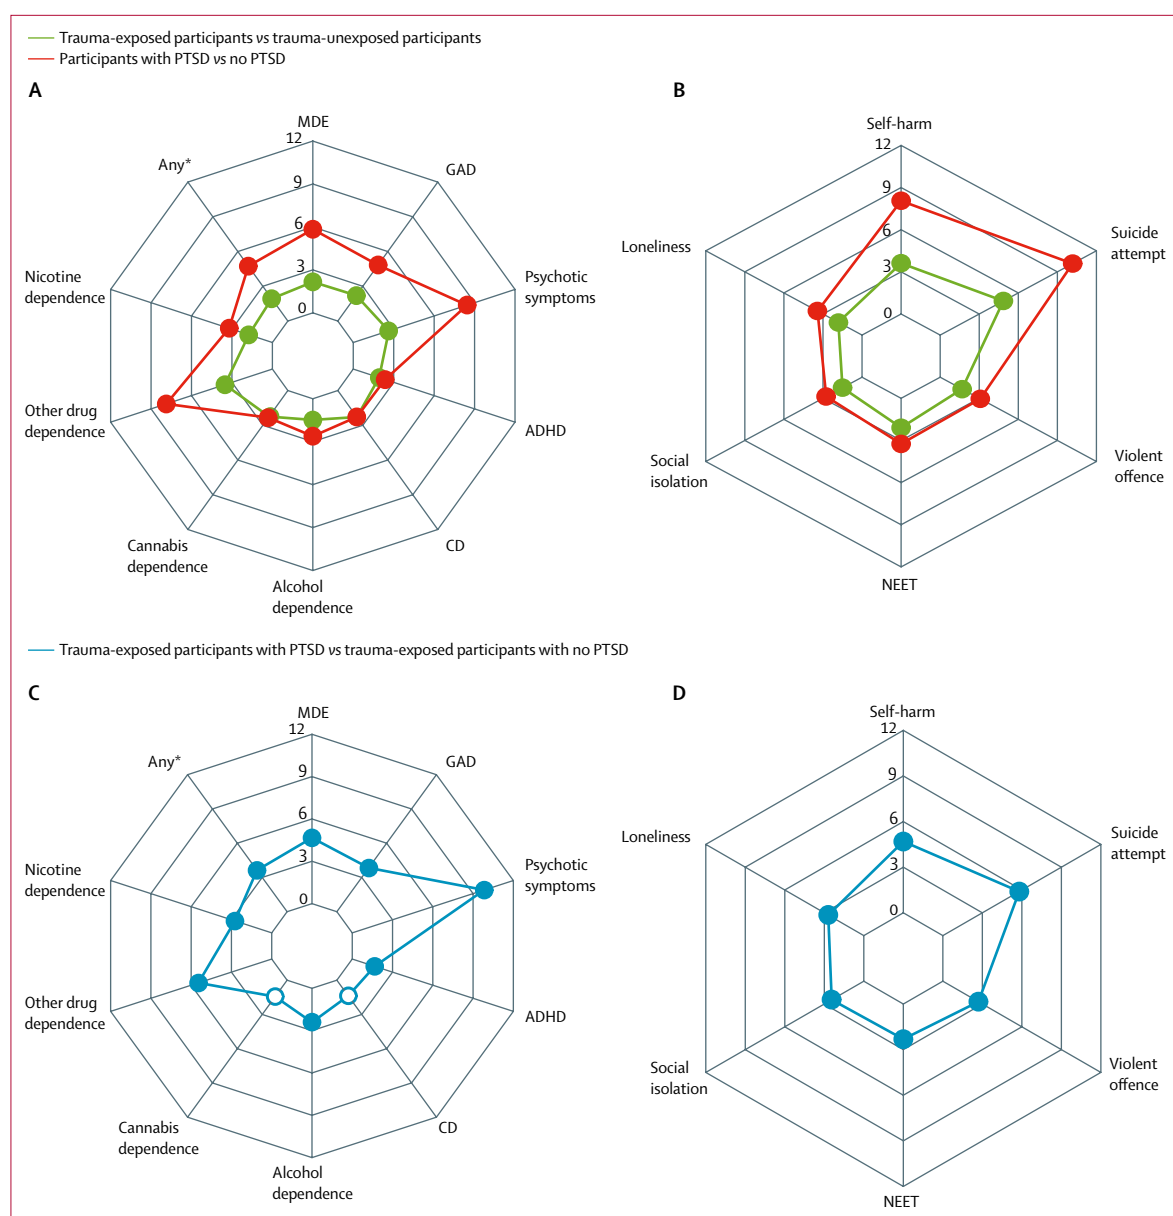 Trauma-exposed participants vs trauma-unexposed participants
Participants with PTSD vs no PTSD
A
MDE
12
9
6
3
0
Any*
GAD
Nicotine
dependence
Psychotic
symptoms
Other drug
dependence
ADHD
Cannabis
dependence
CD
Alcohol
dependence
B
Self-harm
12
9
6
3
0
Loneliness
Suicide
attempt
Social
isolation
Violent
offence
NEET
Trauma-exposed participants with PTSD vs trauma-exposed participants with no PTSD
C
MDE
12
9
6
3
0
Any*
GAD
Nicotine
dependence
Psychotic
symptoms
Other drug
dependence
ADHD
Cannabis
dependence
CD
Alcohol
dependence
D
Self-harm
12
9
6
3
0
Loneliness
Suicide
attempt
Social
isolation
Violent
offence
NEET